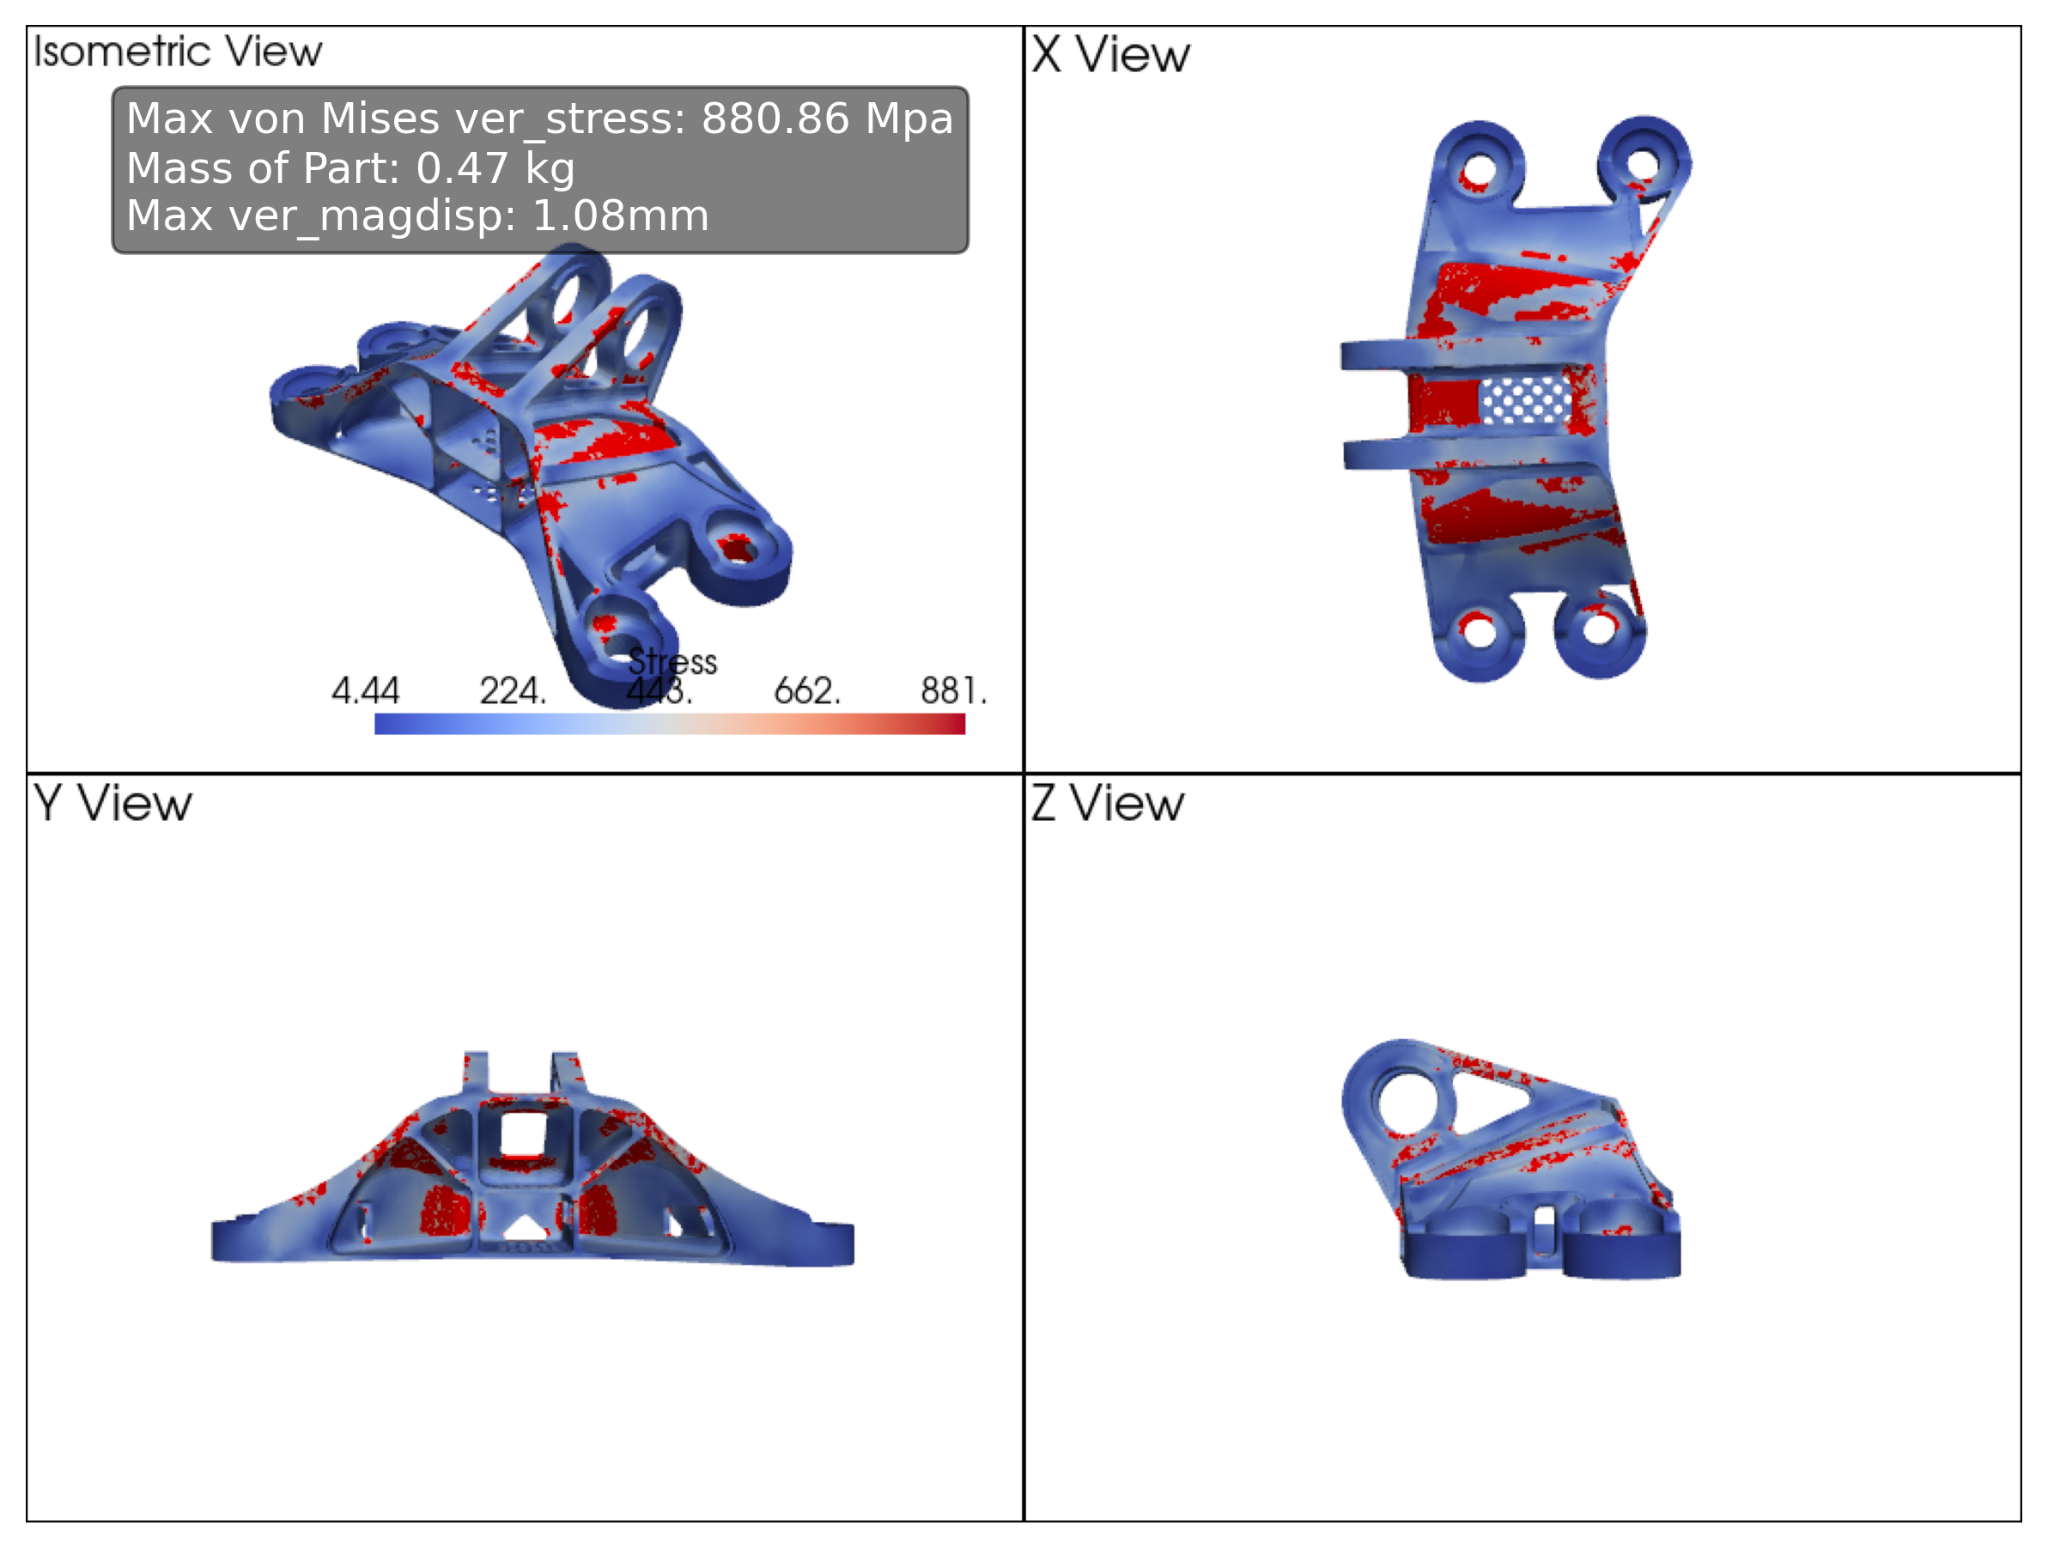 Isometric View
Max von Mises ver_stress: 880.86 Mpa
Mass of Part: 0.47 kg
Max ver_magdisp: 1.08mm
Stress
4.44 224. 443. 662. 881.
X View
Y View
Z View